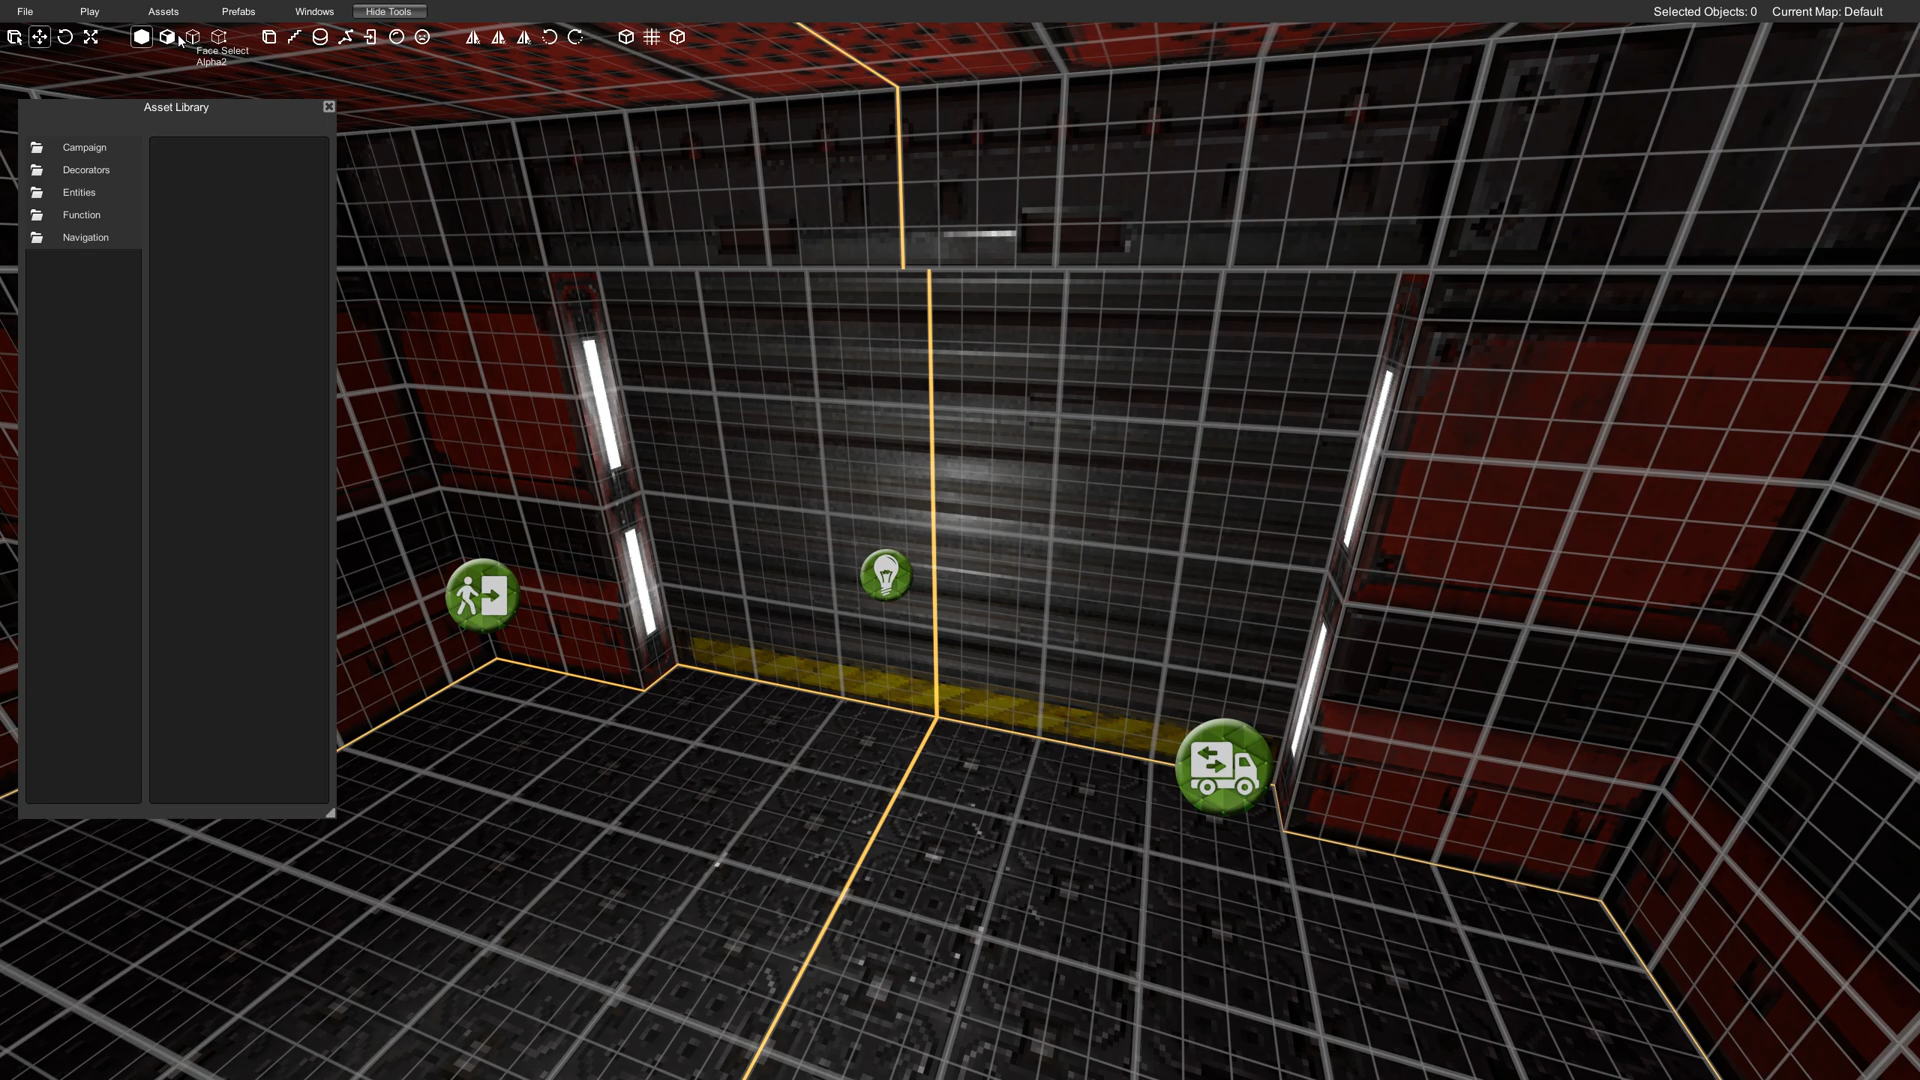 File Play Assets Prefabs Windows Hide Tools Selected Objects: 0 Current Map: Default
Face Select
Alpha2
Asset Library
Campaign
Decorators
Entities
Function
Navigation